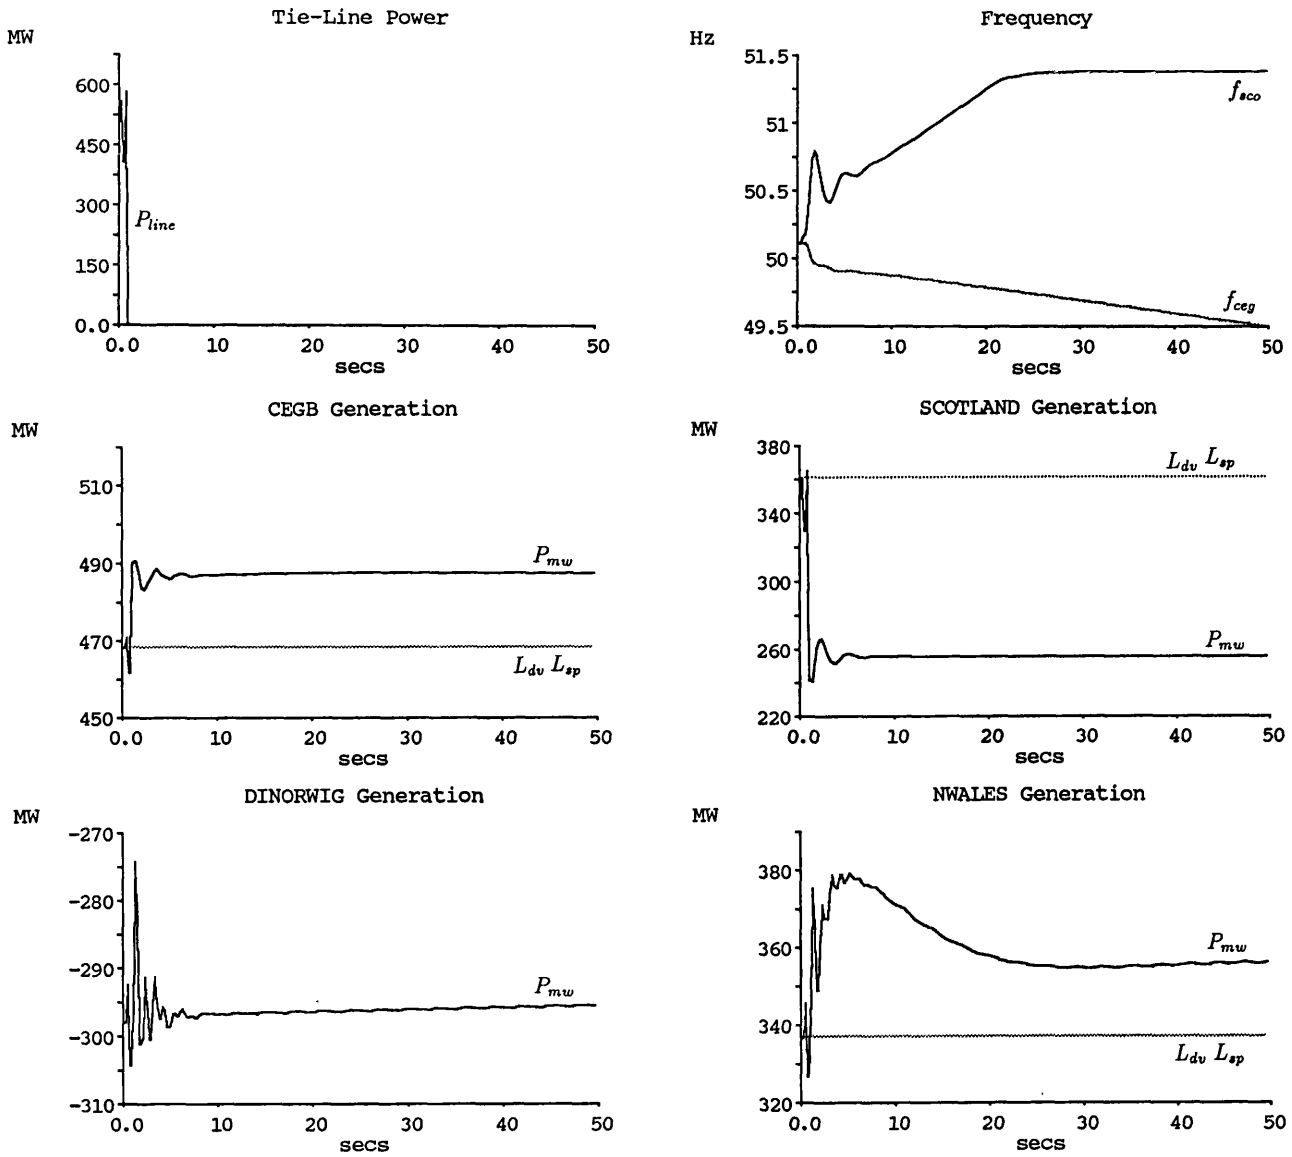 Tie-Line Power
MW
600
450
300
150
0.0
P_line
0.0 10 20 30 40 50
secs
Frequency
Hz
51.5
51
50.5
50
49.5
f_sco
f_ceg
0.0 10 20 30 40 50
secs
CEGB Generation
MW
510
490
470
450
P_mw
L_dv L_sp
0.0 10 20 30 40 50
secs
SCOTLAND Generation
MW
380
340
300
260
220
L_dv L_sp
P_mw
0.0 10 20 30 40 50
secs
DINORWIG Generation
MW
-270
-280
-290
-300
-310
P_mw
0.0 10 20 30 40 50
secs
NWALES Generation
MW
380
360
340
320
P_mw
L_dv L_sp
0.0 10 20 30 40 50
secs